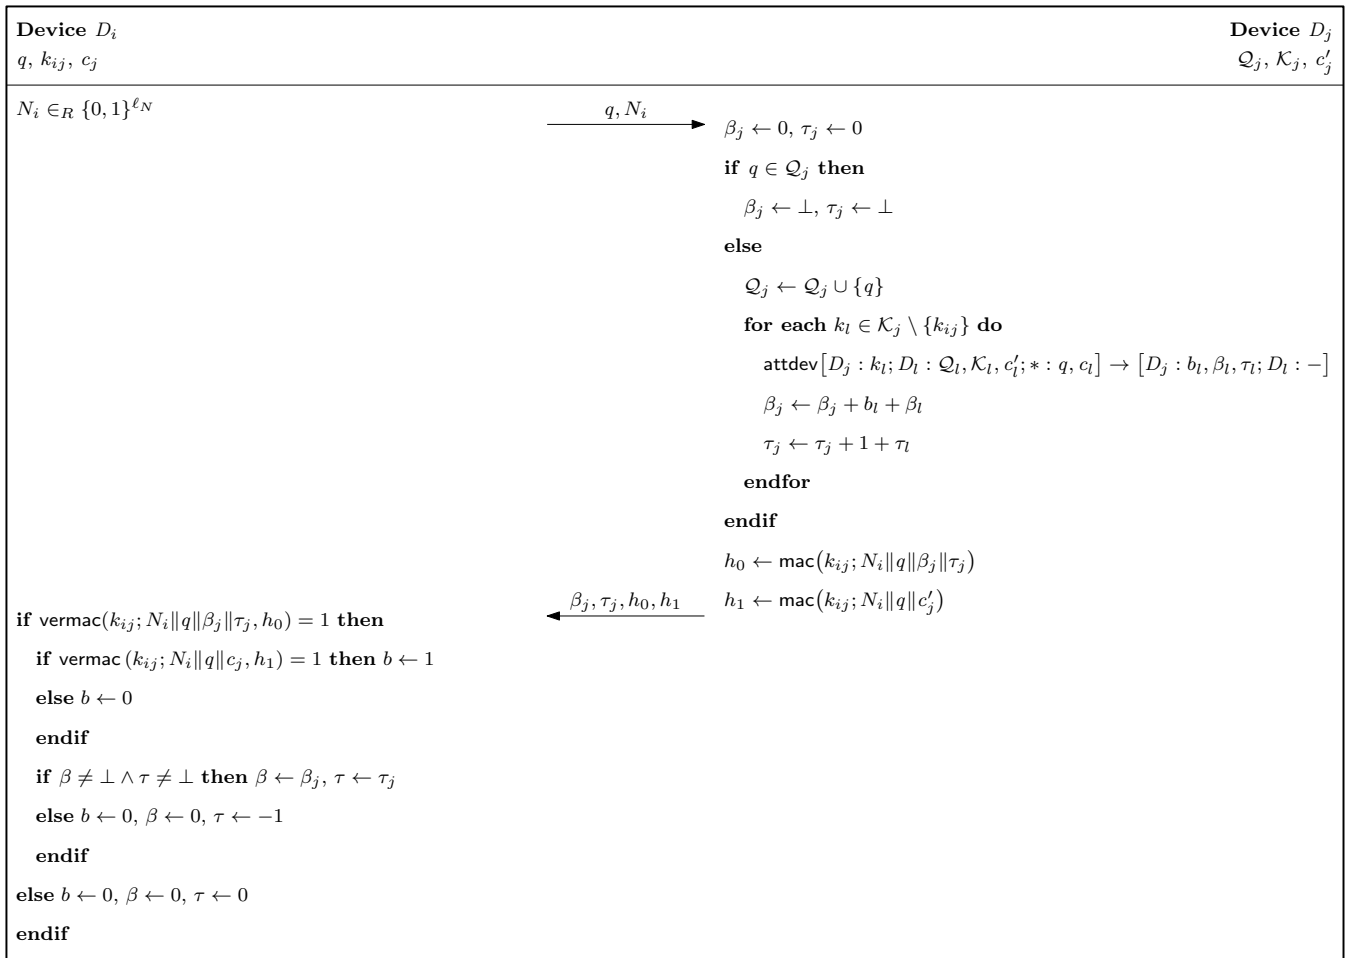 Device D_i
Device D_j
q, k_{ij}, c_j
𝒬_j, 𝒦_j, c'_j
N_i ∈_R {0, 1}^{ℓ_N}
q, N_i
β_j ← 0, τ_j ← 0
if q ∈ 𝒬_j then
β_j ← ⊥, τ_j ← ⊥
else
𝒬_j ← 𝒬_j ∪ {q}
for each k_l ∈ 𝒦_j \ {k_{ij}} do
attdev[D_j : k_l; D_l : 𝒬_l, 𝒦_l, c'_l; * : q, c_l] → [D_j : b_l, β_l, τ_l; D_l : −]
β_j ← β_j + b_l + β_l
τ_j ← τ_j + 1 + τ_l
endfor
endif
h_0 ← mac(k_{ij}; N_i‖q‖β_j‖τ_j)
h_1 ← mac(k_{ij}; N_i‖q‖c'_j)
β_j, τ_j, h_0, h_1
if vermac(k_{ij}; N_i‖q‖β_j‖τ_j, h_0) = 1 then
if vermac (k_{ij}; N_i‖q‖c_j, h_1) = 1 then b ← 1
else b ← 0
endif
if β ≠ ⊥ ∧ τ ≠ ⊥ then β ← β_j, τ ← τ_j
else b ← 0, β ← 0, τ ← −1
endif
else b ← 0, β ← 0, τ ← 0
endif